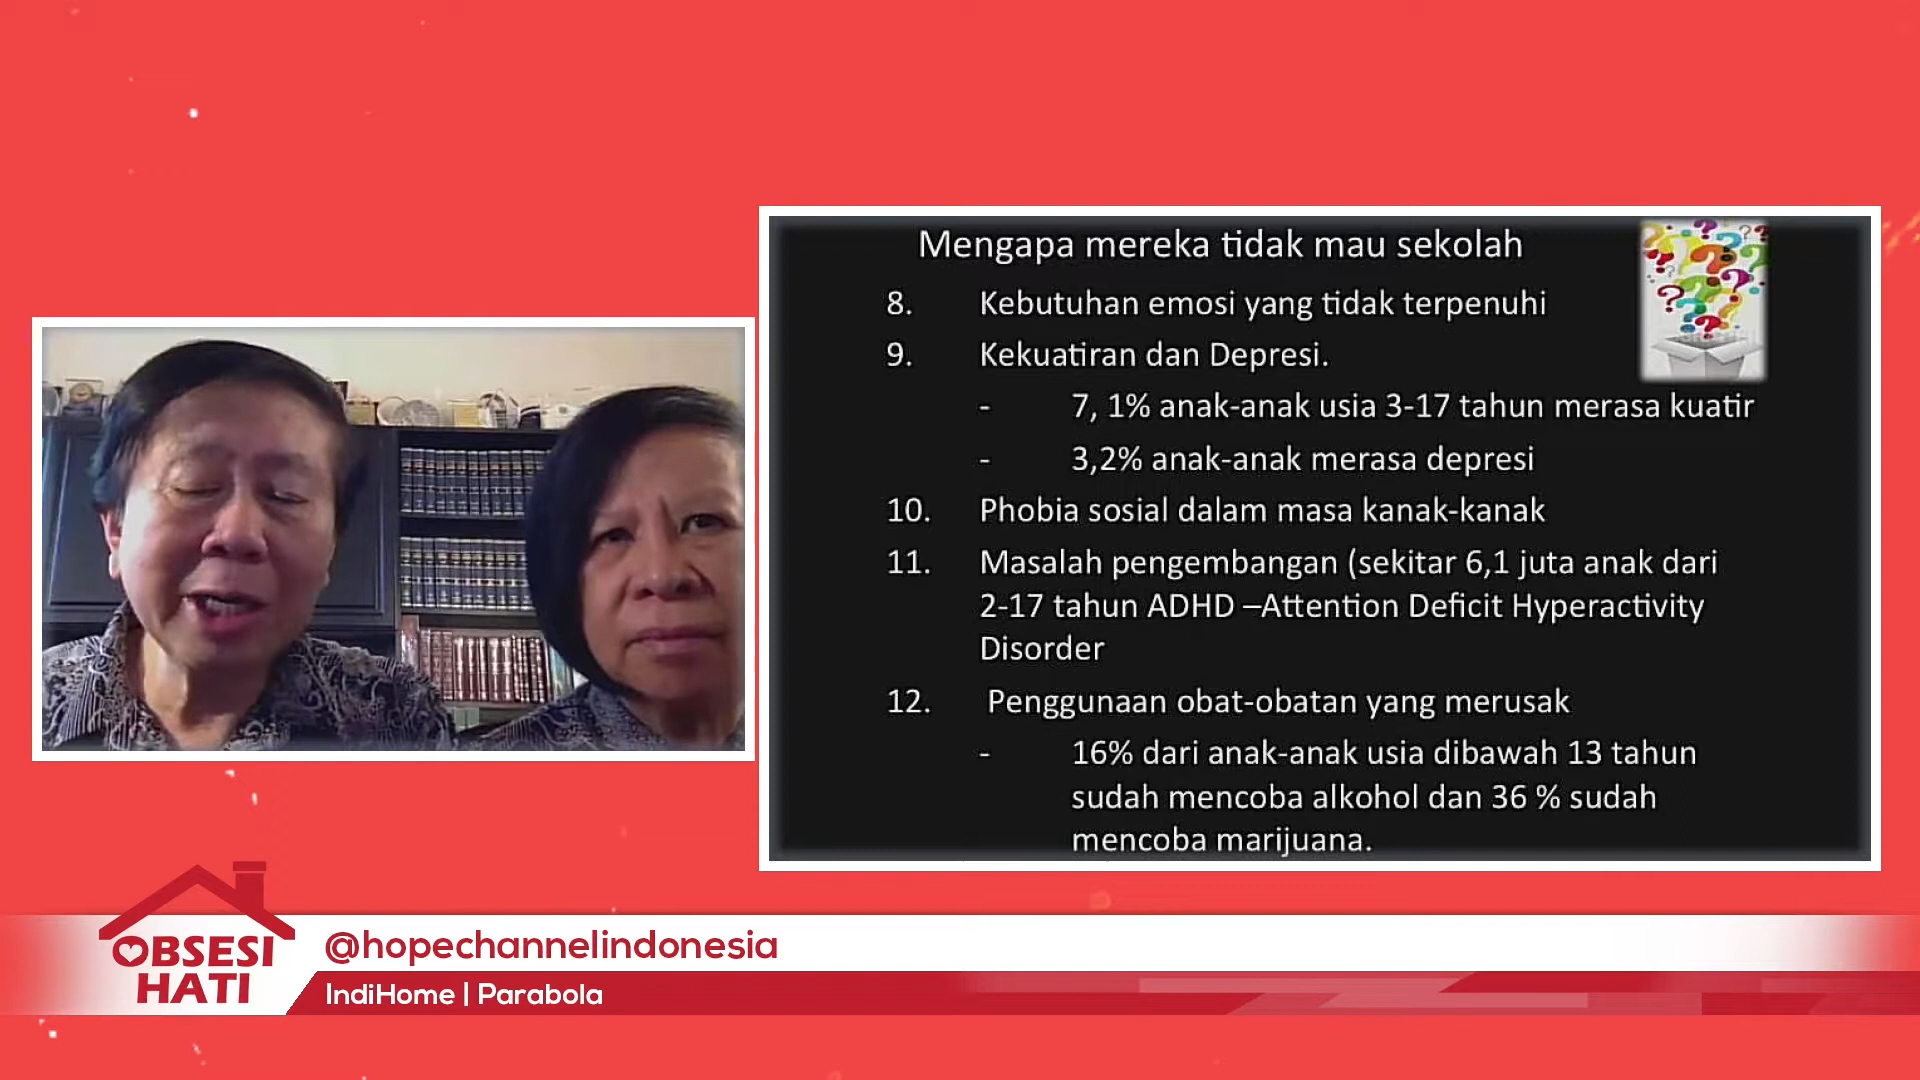 Mengapa mereka tidak mau sekolah
8. Kebutuhan emosi yang tidak terpenuhi
9. Kekuatiran dan Depresi.
- 7, 1% anak-anak usia 3-17 tahun merasa kuatir
- 3,2% anak-anak merasa depresi
10. Phobia sosial dalam masa kanak-kanak
11. Masalah pengembangan (sekitar 6,1 juta anak dari
2-17 tahun ADHD –Attention Deficit Hyperactivity
Disorder
12. Penggunaan obat-obatan yang merusak
- 16% dari anak-anak usia dibawah 13 tahun
sudah mencoba alkohol dan 36 % sudah
mencoba marijuana.
OBSESI
HATI
@hopechannelindonesia
IndiHome | Parabola